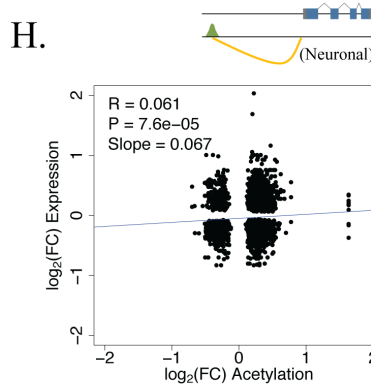 H.
(Neuronal)
R = 0.061
P = 7.6e−05
Slope = 0.067
log2(FC) Expression
2
1
0
−1
−2
−2 −1 0 1 2
log2(FC) Acetylation